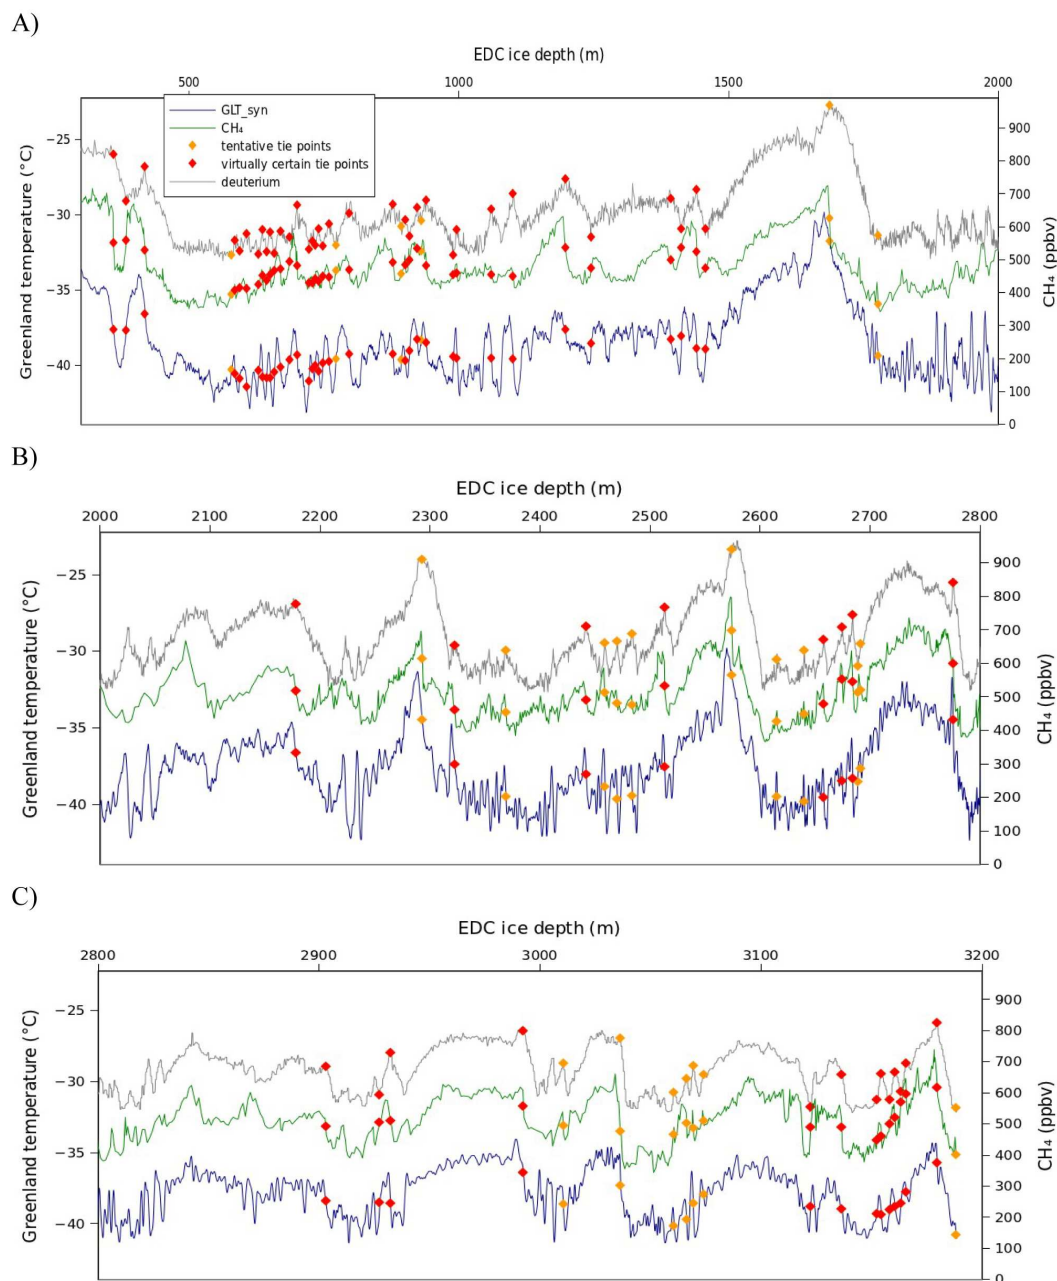 A)
EDC ice depth (m)
500 1000 1500 2000
GLT_syn
CH₄
tentative tie points
virtually certain tie points
deuterium
Greenland temperature (°C)
−25
−30
−35
−40
900
800
700
600
500
400
300
200
100
0
CH₄ (ppbv)
B)
EDC ice depth (m)
2000 2100 2200 2300 2400 2500 2600 2700 2800
Greenland temperature (°C)
−25
−30
−35
−40
900
800
700
600
500
400
300
200
100
0
CH₄ (ppbv)
C)
EDC ice depth (m)
2800 2900 3000 3100 3200
Greenland temperature (°C)
−25
−30
−35
−40
900
800
700
600
500
400
300
200
100
0
CH₄ (ppbv)